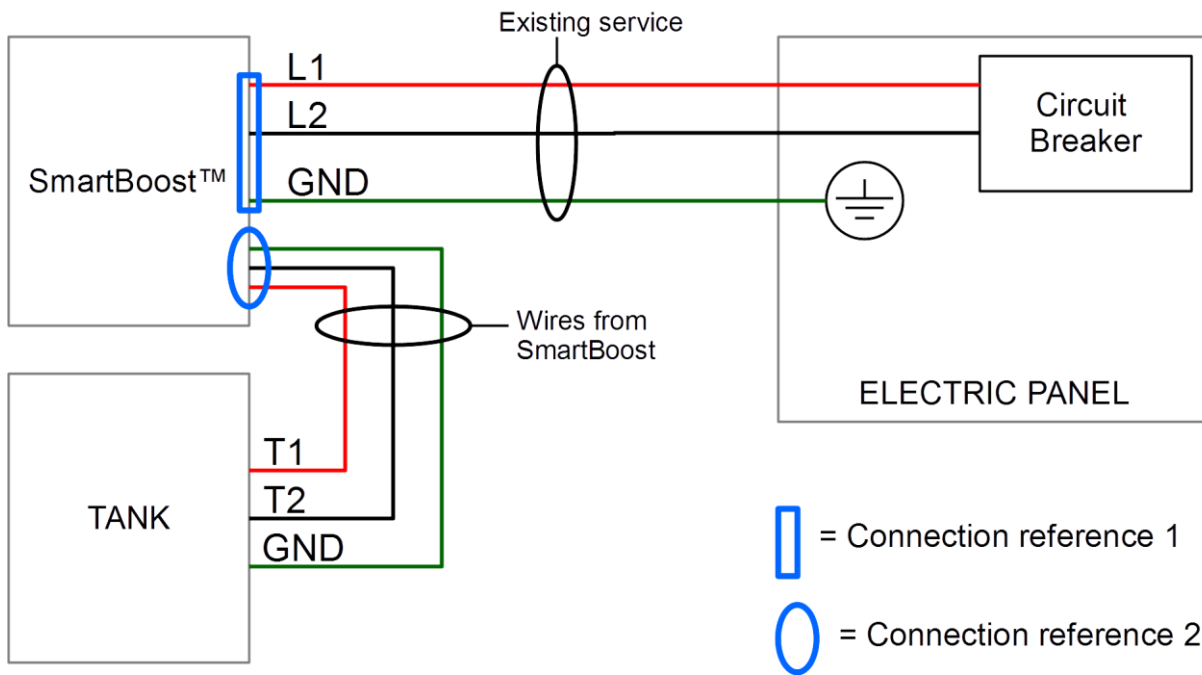 Existing service
L1
L2
GND
SmartBoost™
Circuit
Breaker
Wires from
SmartBoost
ELECTRIC PANEL
T1
T2
GND
TANK
= Connection reference 1
= Connection reference 2